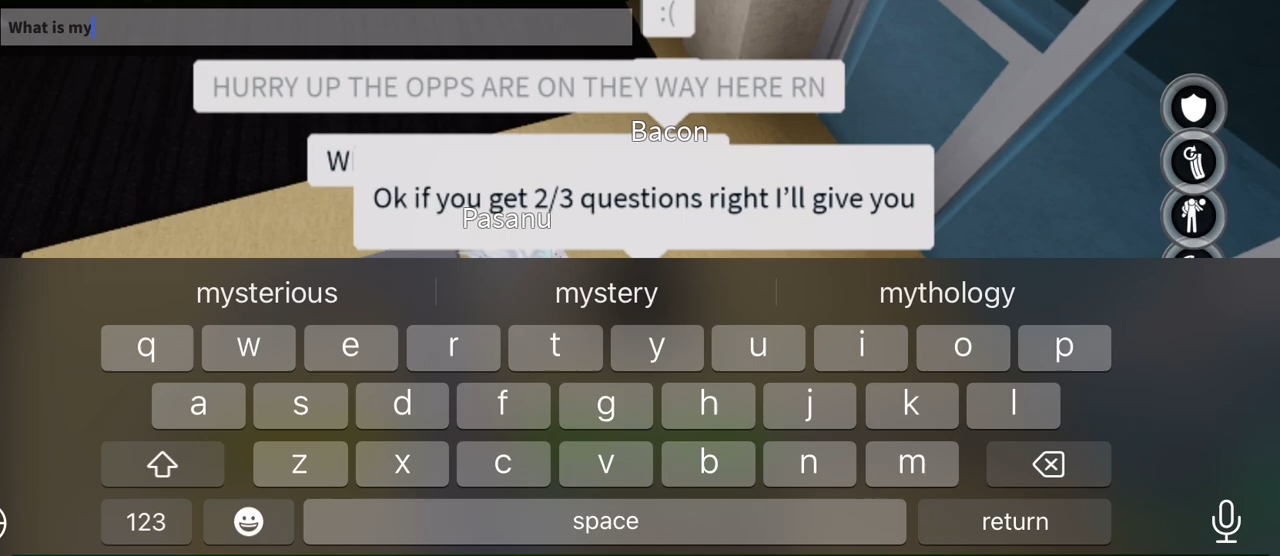 :(
What is my
HURRY UP THE OPPS ARE ON THEY WAY HERE RN
Bacon
Ok if you get 2/3 questions right I’ll give you
Pasanu
mysterious mystery mythology
q w e r t y u i o p
a s d f g h j k l
z x c v b n m
123 space return